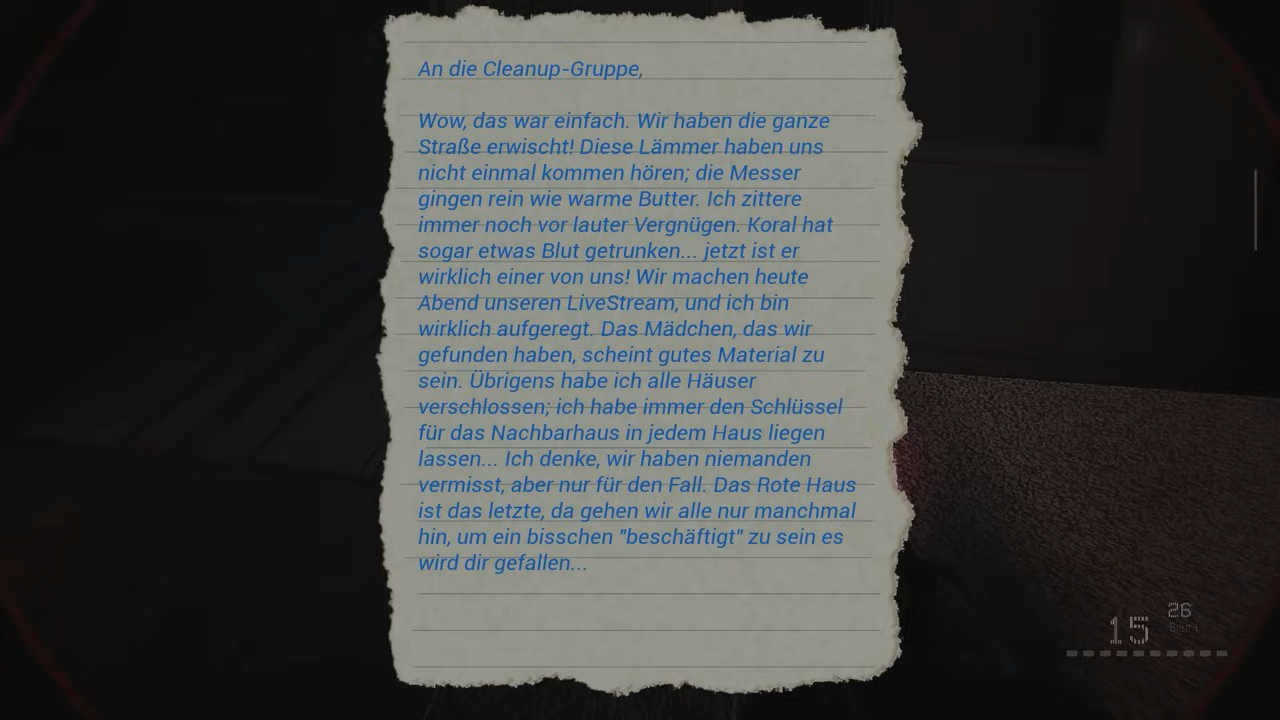 An die Cleanup-Gruppe,
Wow, das war einfach. Wir haben die ganze
Straße erwischt! Diese Lämmer haben uns
nicht einmal kommen hören; die Messer
gingen rein wie warme Butter. Ich zittere
immer noch vor lauter Vergnügen. Koral hat
sogar etwas Blut getrunken... jetzt ist er
wirklich einer von uns! Wir machen heute
Abend unseren LiveStream, und ich bin
wirklich aufgeregt. Das Mädchen, das wir
gefunden haben, scheint gutes Material zu
sein. Übrigens habe ich alle Häuser
verschlossen; ich habe immer den Schlüssel
für das Nachbarhaus in jedem Haus liegen
lassen... Ich denke, wir haben niemanden
vermisst, aber nur für den Fall. Das Rote Haus
ist das letzte, da gehen wir alle nur manchmal
hin, um ein bisschen "beschäftigt" zu sein es
wird dir gefallen...
26
15